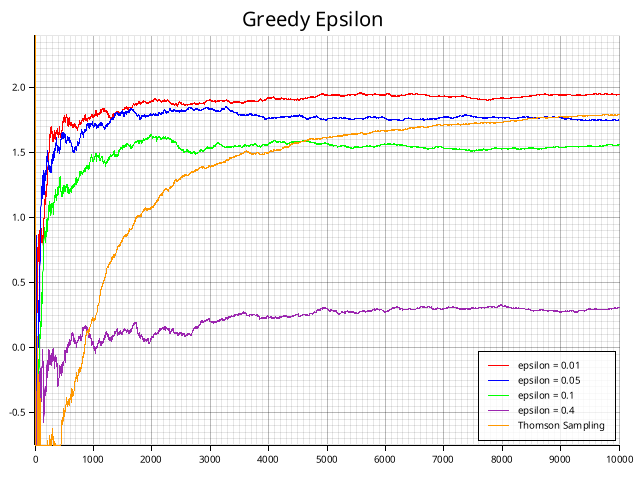 Greedy Epsilon
2.0
1.5
1.0
0.5
0.0
-0.5
epsilon = 0.01
epsilon = 0.05
epsilon = 0.1
epsilon = 0.4
Thomson Sampling
0 1000 2000 3000 4000 5000 6000 7000 8000 9000 10000